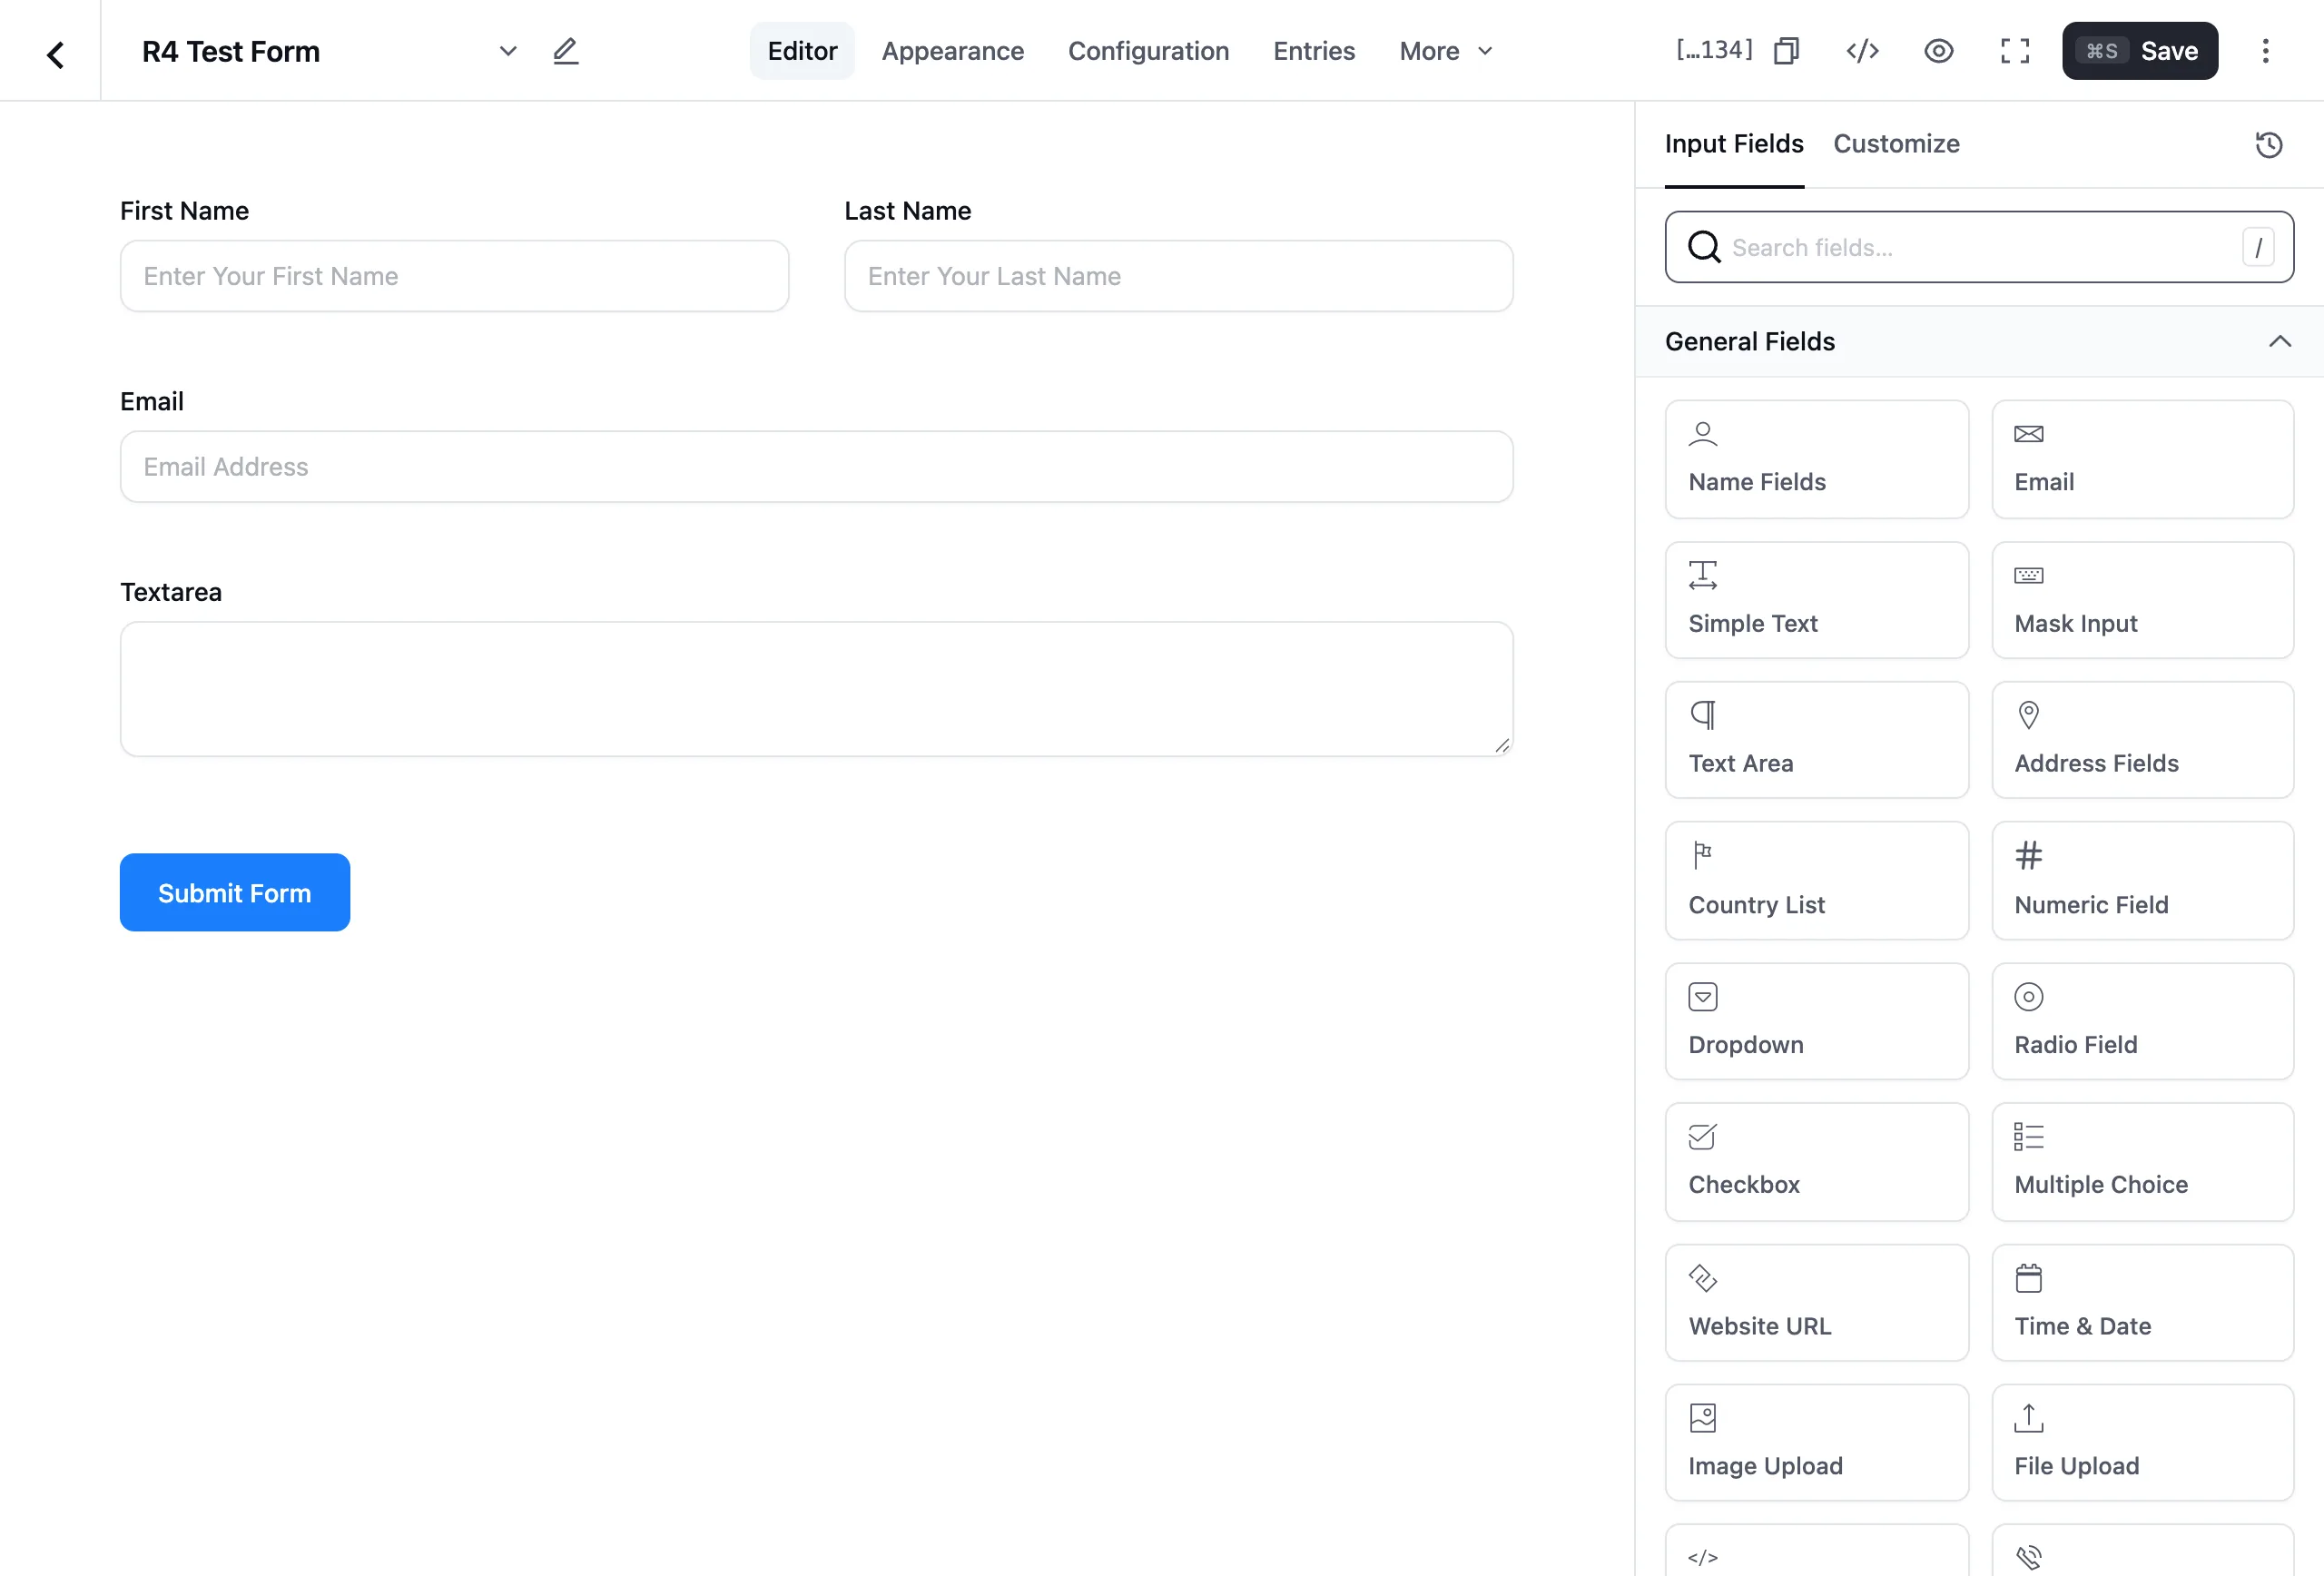 R4 Test Form
Editor
Appearance
Configuration
Entries
More
[…134]
</>
⌘S Save
Input Fields
Customize
Search fields...
/
General Fields
First Name
Enter Your First Name
Last Name
Enter Your Last Name
Email
Email Address
Textarea
Submit Form
Name Fields
Email
Simple Text
Mask Input
Text Area
Address Fields
Country List
Numeric Field
Dropdown
Radio Field
Checkbox
Multiple Choice
Website URL
Time & Date
Image Upload
File Upload
</>